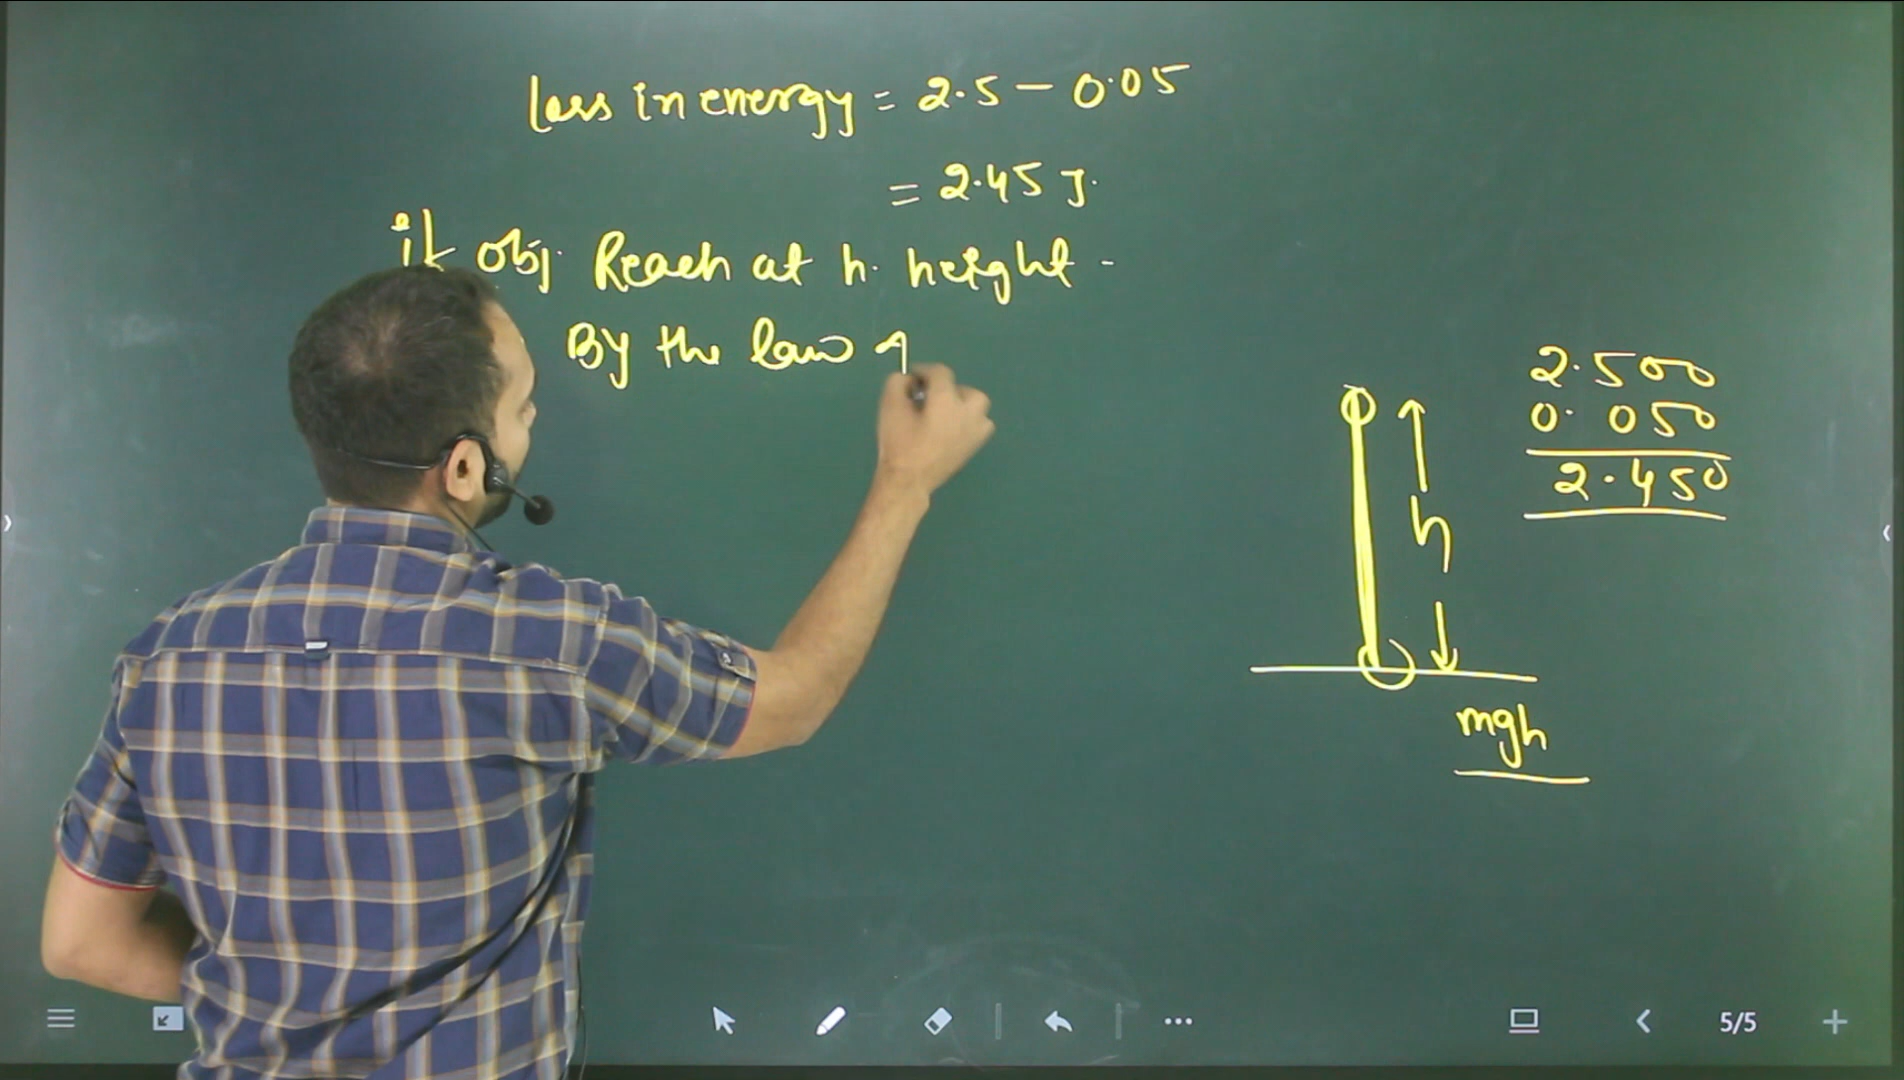 loss in energy = 2.5 - 0.05
= 2.45 J.
if obj. Reach at h. height -
By the law
2.500
0.050
2.450
h
mgh
5/5